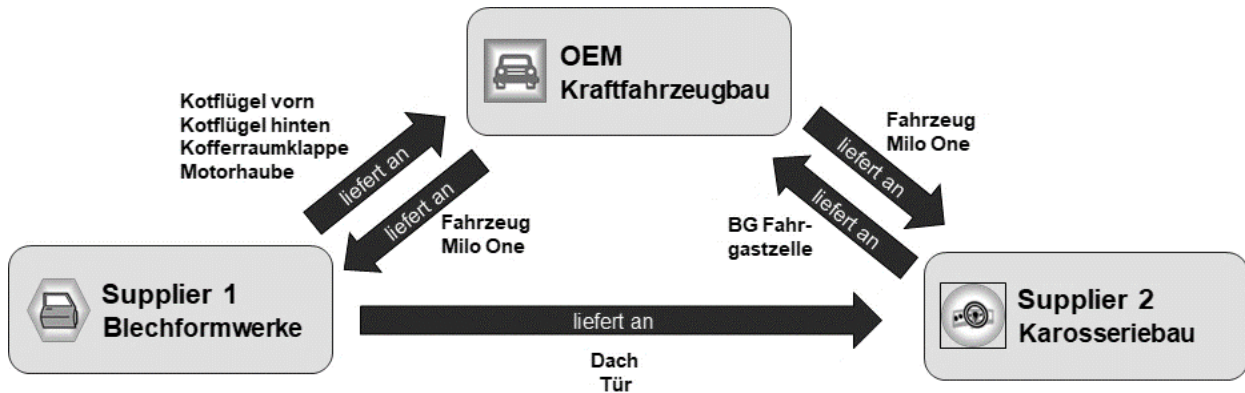 OEM
Kraftfahrzeugbau
Kotflügel vorn
Kotflügel hinten
Kofferraumklappe
Motorhaube
liefert an
liefert an
Fahrzeug
Milo One
liefert an
Fahrzeug
Milo One
liefert an
BG Fahr-
gastzelle
Supplier 1
Blechformwerke
liefert an
Dach
Tür
Supplier 2
Karosseriebau